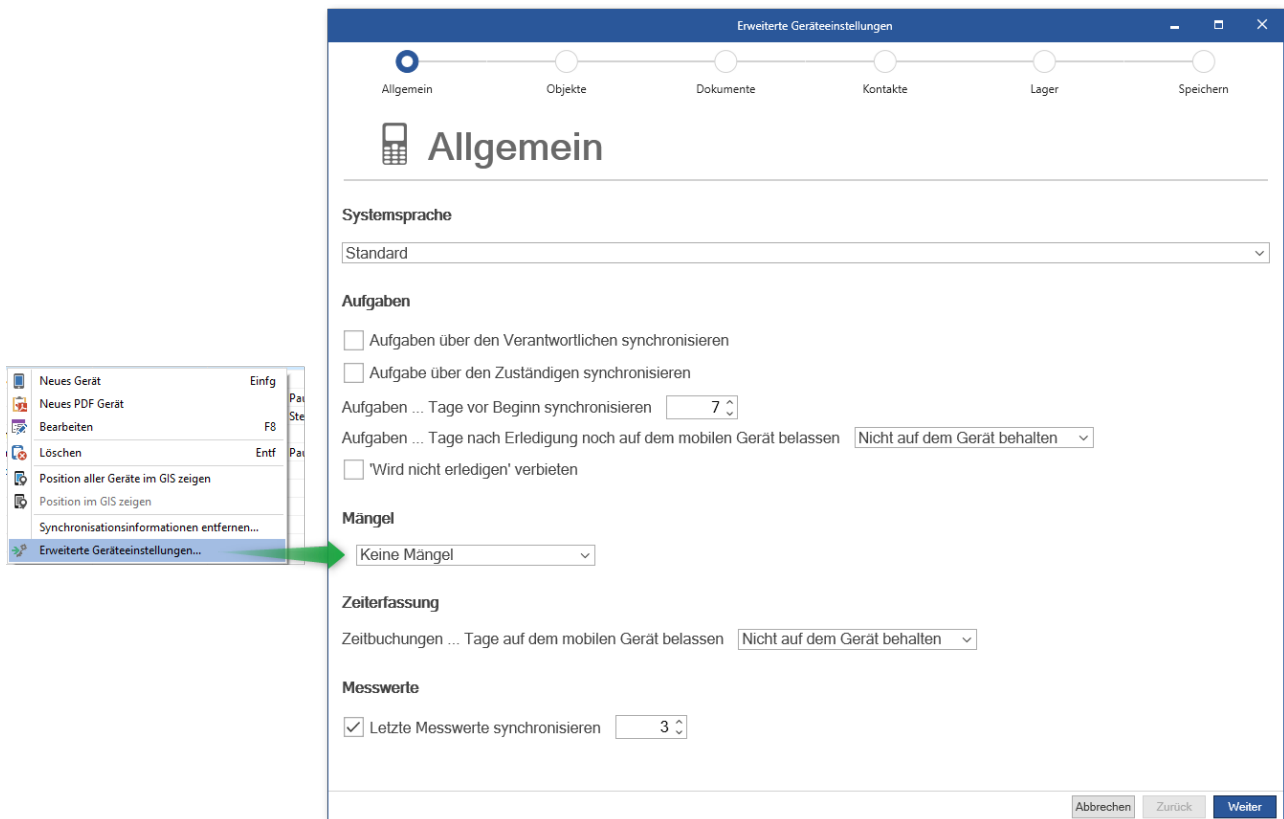 Erweiterte Geräteeinstellungen
Allgemein Objekte Dokumente Kontakte Lager Speichern
Allgemein
Systemsprache
Standard
Aufgaben
Aufgaben über den Verantwortlichen synchronisieren
Aufgabe über den Zuständigen synchronisieren
Aufgaben ... Tage vor Beginn synchronisieren 7
Aufgaben ... Tage nach Erledigung noch auf dem mobilen Gerät belassen Nicht auf dem Gerät behalten
'Wird nicht erledigen' verbieten
Mängel
Keine Mängel
Zeiterfassung
Zeitbuchungen ... Tage auf dem mobilen Gerät belassen Nicht auf dem Gerät behalten
Messwerte
Letzte Messwerte synchronisieren 3
Abbrechen Zurück Weiter
Neues Gerät Einfg
Neues PDF Gerät
Bearbeiten F8
Löschen Entf
Position aller Geräte im GIS zeigen
Position im GIS zeigen
Synchronisationsinformationen entfernen...
Erweiterte Geräteeinstellungen...